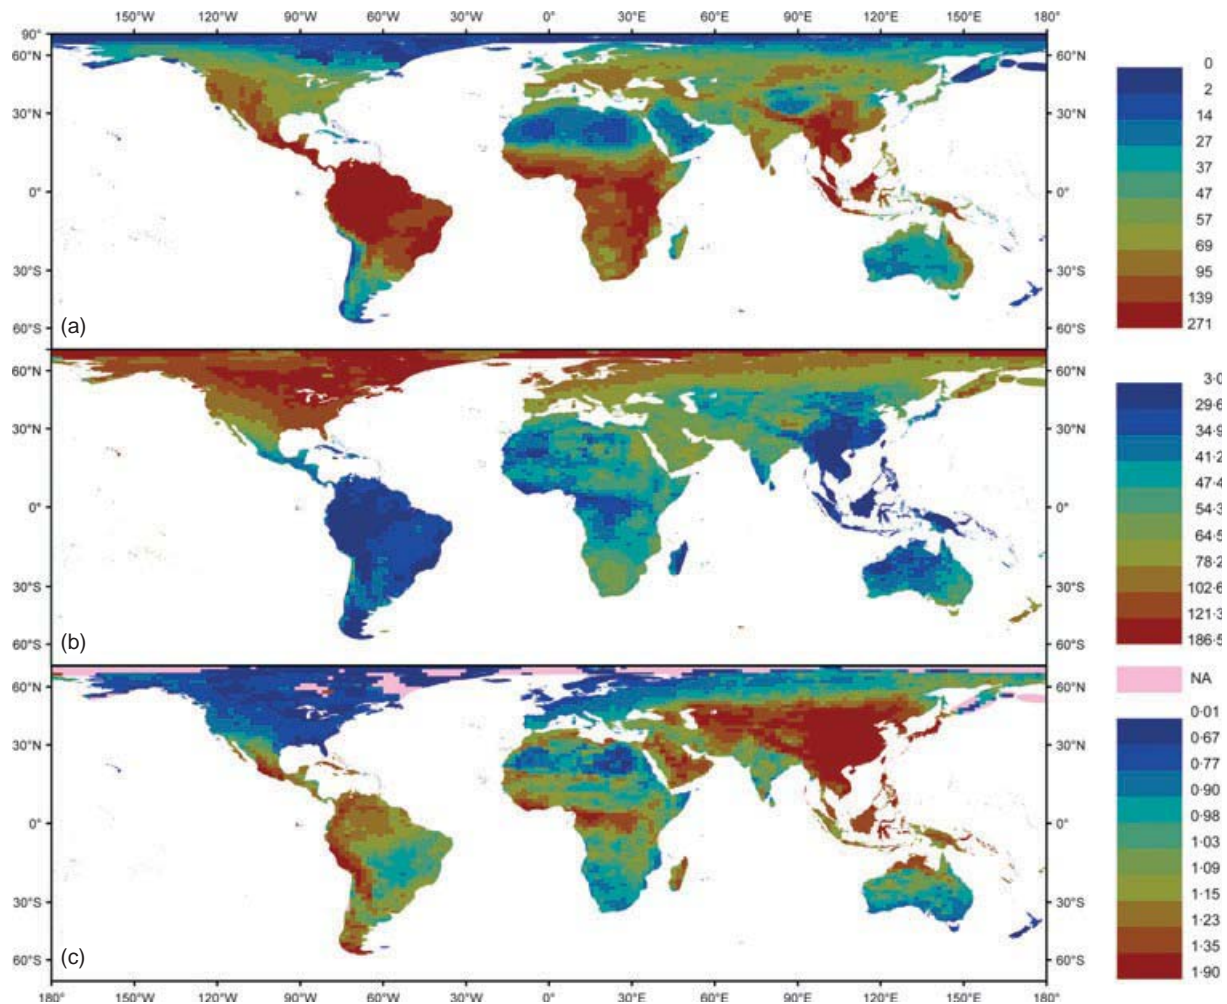 150°W 120°W 90°W 60°W 30°W 0° 30°E 60°E 90°E 120°E 150°E 180°
90°
60°N 60°N
30°N 30°N
0° 0°
30°S 30°S
60°S 60°S
(a)
0
2
14
27
37
47
57
69
95
139
271
60°N 60°N
30°N 30°N
0° 0°
30°S 30°S
60°S 60°S
(b)
3·0
29·6
34·9
41·2
47·4
54·3
64·5
78·2
102·6
121·3
186·5
60°N 60°N
30°N 30°N
0° 0°
30°S 30°S
60°S 60°S
(c)
NA
0·01
0·67
0·77
0·90
0·98
1·03
1·09
1·15
1·23
1·35
1·90
180° 150°W 120°W 90°W 60°W 30°W 0° 30°E 60°E 90°E 120°E 150°E 180°